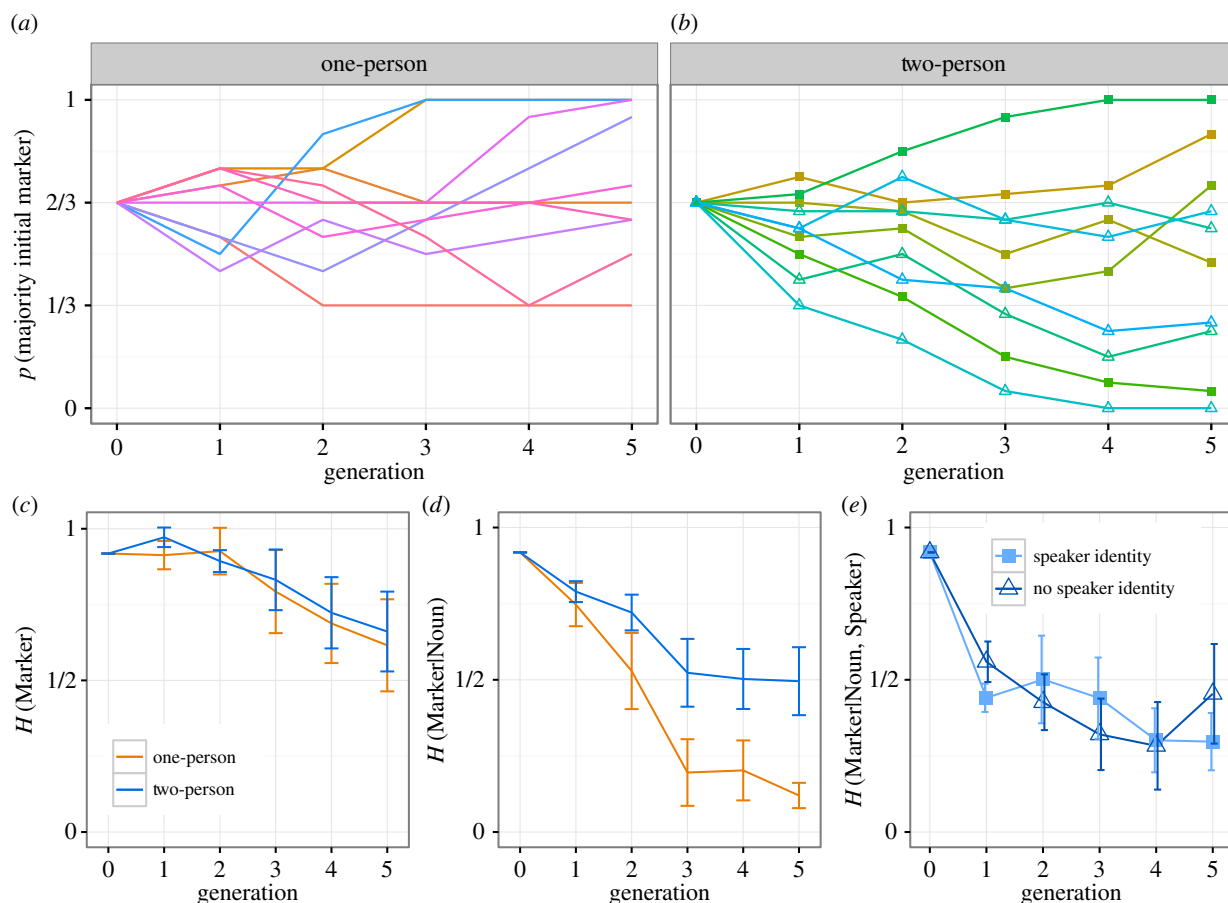 (a)
(b)
one-person
two-person
p (majority initial marker)
1
2/3
1/3
0
0 1 2 3 4 5
generation
0 1 2 3 4 5
generation
(c)
(d)
(e)
H (Marker)
1
1/2
0
one-person
two-person
0 1 2 3 4 5
generation
H (Marker|Noun)
1
1/2
0
0 1 2 3 4 5
generation
H (Marker|Noun, Speaker)
1
1/2
0
speaker identity
no speaker identity
0 1 2 3 4 5
generation